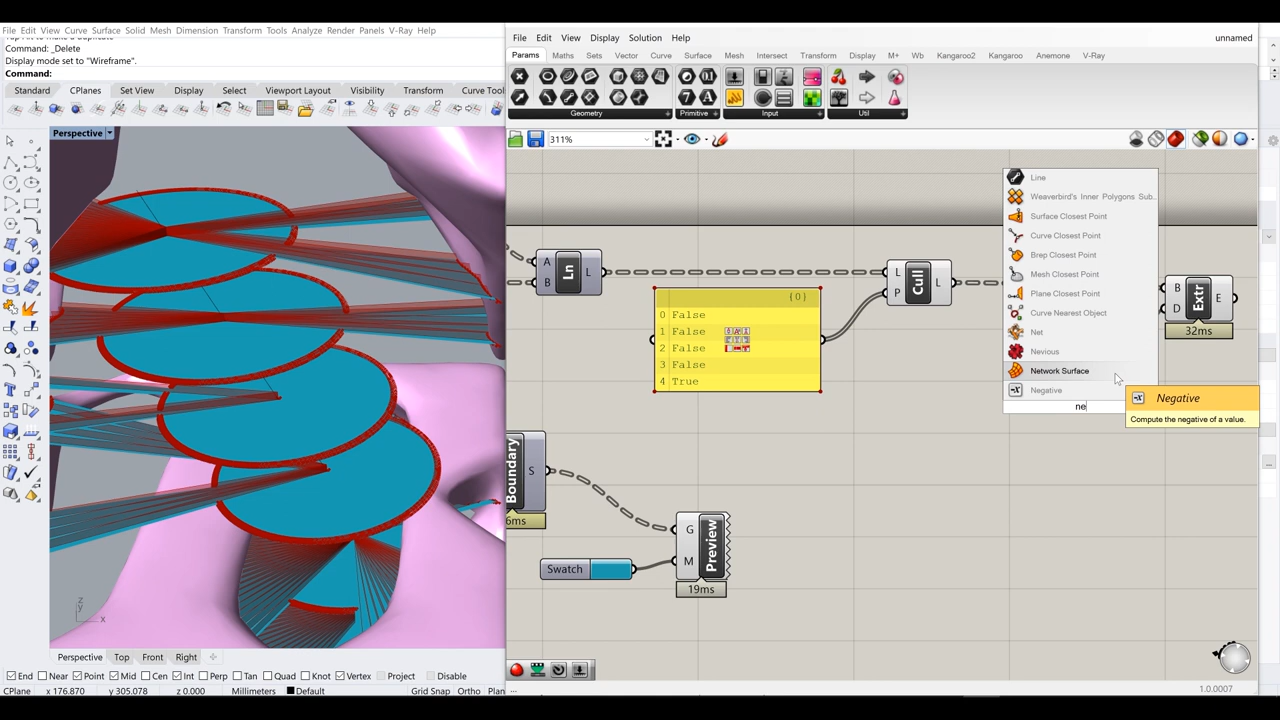 File Edit View Curve Surface Solid Mesh Dimension Transform Tools Analyze Render Panels V-Ray Help
Command: _Delete
Display mode set to "Wireframe".
Command:
Standard CPlanes Set View Display Select Viewport Layout Visibility Transform Curve Tool
Perspective
z
x
Perspective Top Front Right
End Near Point Mid Cen Int Perp Tan Quad Knot Vertex Project Disable
CPlane x 176.870 y 305.078 z 0.000 Millimeters Default Grid Snap Ortho Plan
File Edit View Display Solution Help unnamed
Params Maths Sets Vector Curve Surface Mesh Intersect Transform Display M+ Wb Kangaroo2 Kangaroo Anemone V-Ray
Geometry Primitive Input Util
311%
A
B
Ln
L
{0}
0 False
1 False
2 False
3 False
4 True
L
P
Cull
L
Line
Weaverbird's Inner Polygons Sub...
Surface Closest Point
Curve Closest Point
Brep Closest Point
Mesh Closest Point
Plane Closest Point
Curve Nearest Object
Net
Nevious
Network Surface
Negative
ne
Negative
Compute the negative of a value.
B
D
Extr
E
32ms
Boundary
S
6ms
G
M
Preview
19ms
Swatch
...
1.0.0007